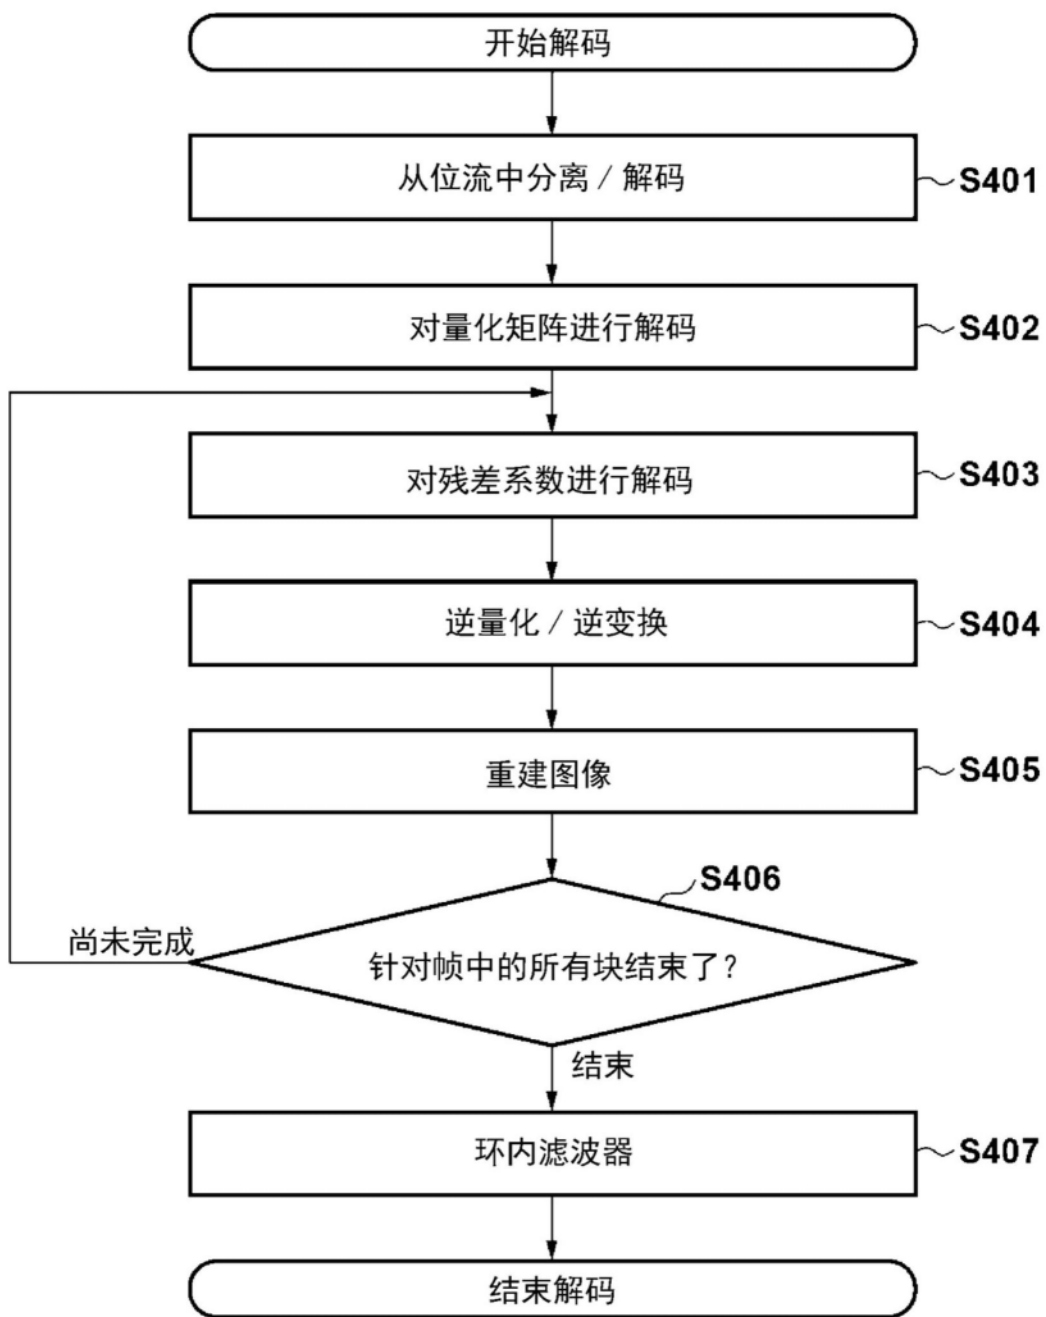 开始解码
从位流中分离 / 解码
S401
对量化矩阵进行解码
S402
对残差系数进行解码
S403
逆量化 / 逆变换
S404
重建图像
S405
S406
尚未完成
针对帧中的所有块结束了?
结束
环内滤波器
S407
结束解码